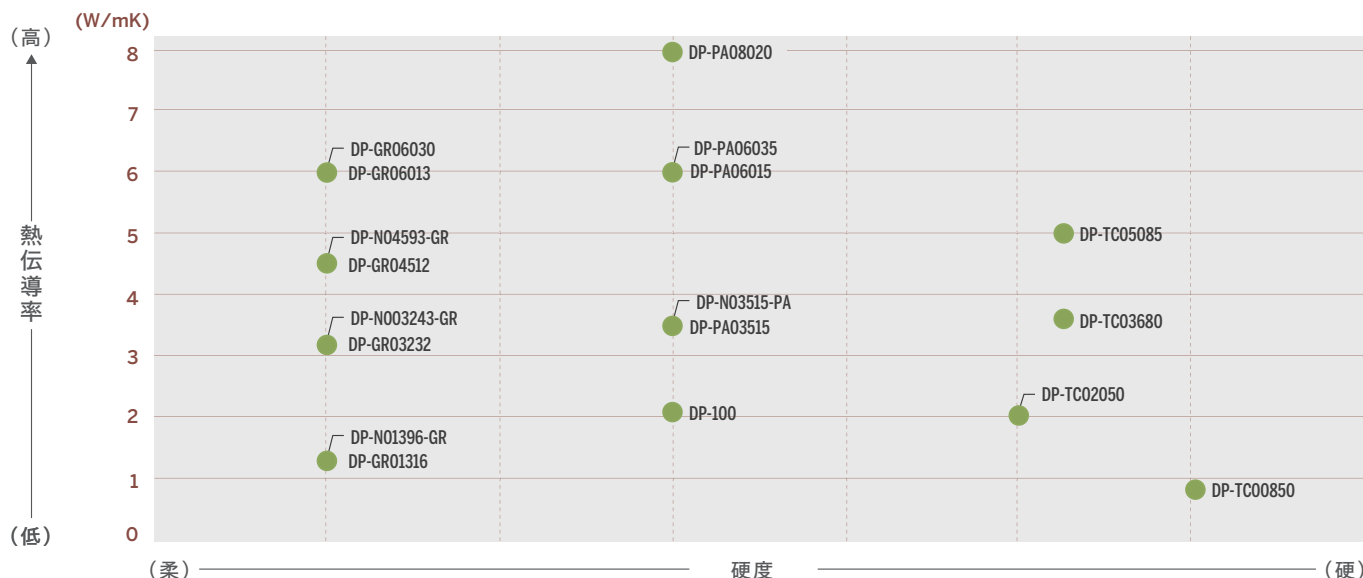 (W/mK)
（高）
熱伝導率
（低）
8
7
6
5
4
3
2
1
0
DP-PA08020
DP-GR06030
DP-GR06013
DP-PA06035
DP-PA06015
DP-N04593-GR
DP-GR04512
DP-TC05085
DP-N003243-GR
DP-GR03232
DP-N03515-PA
DP-PA03515
DP-TC03680
DP-100
DP-TC02050
DP-N01396-GR
DP-GR01316
DP-TC00850
（柔）
硬度
（硬）